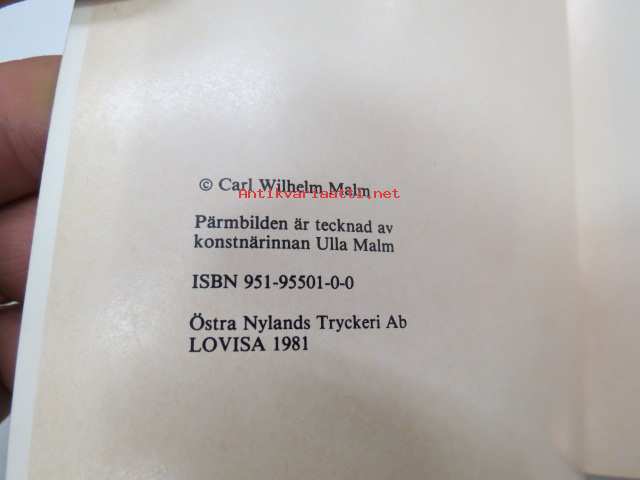 © Carl Wilhelm Malm
Antikvariaatti.net
Pärmbilden är tecknad av
konstnärinnan Ulla Malm
ISBN 951-95501-0-0
Östra Nylands Tryckeri Ab
LOVISA 1981